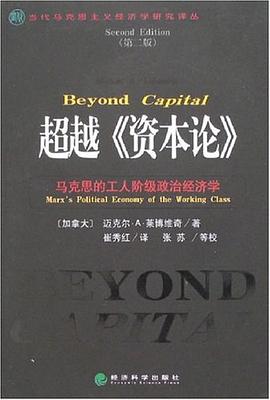 当代马克思主义经济学研究译丛
Second Edition
（第二版）
Beyond Capital
超越《资本论》
马克思的工人阶级政治经济学
Marx's Political Economy of the Working Class
〔加拿大〕 迈克尔·A·莱博维奇／著
崔秀红／译 张 苏／等校
BEYOND
CAPITAL
经济科学出版社
Economic Science Press